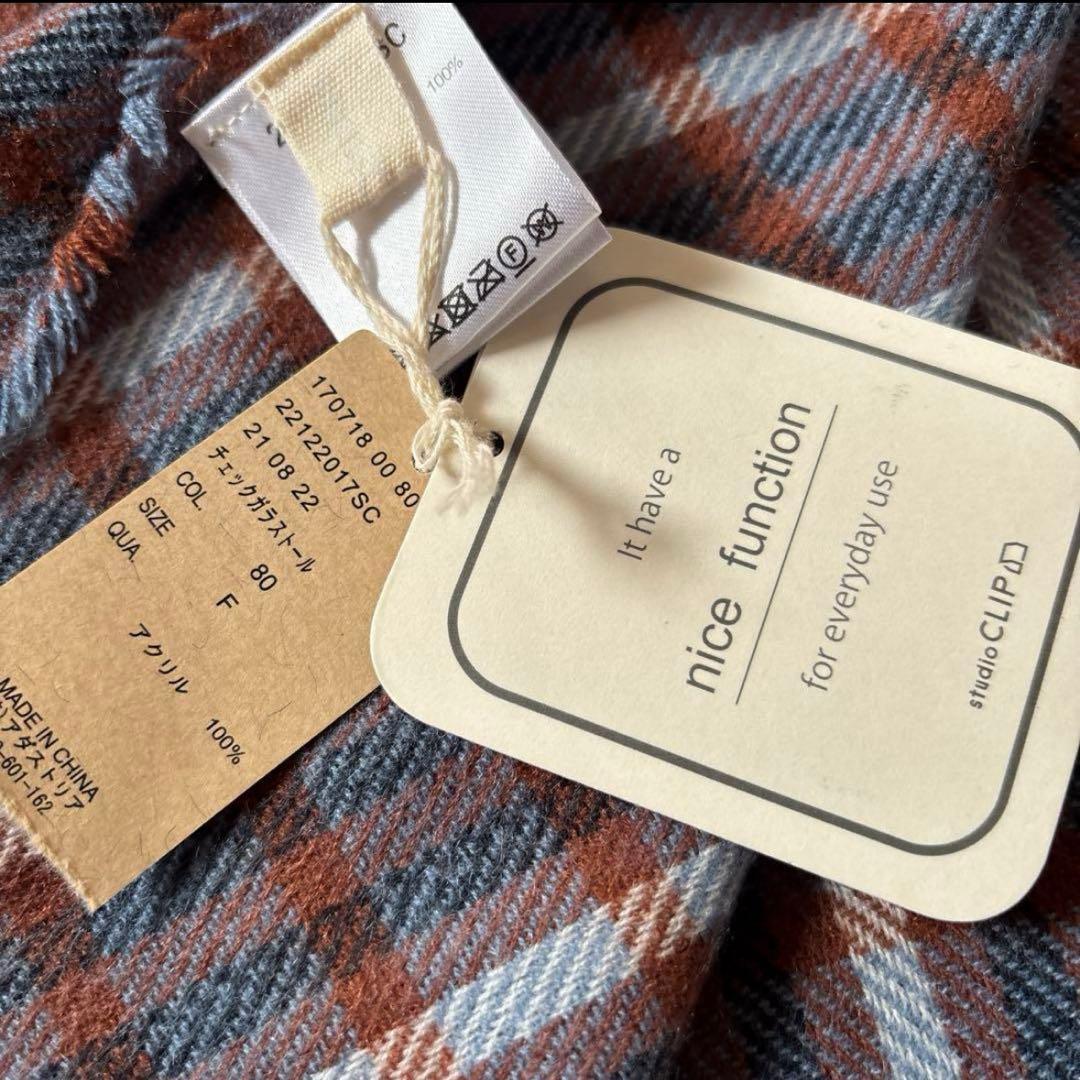 SC
100%
F
170718 00 80
22122017SC
21 08 22
チェックガラストール
COL. 80
SIZE F
QUA.
アクリル 100%
MADE IN CHINA
アダストリア
-601-162
It have a
nice function
for everyday use
studio CLIP